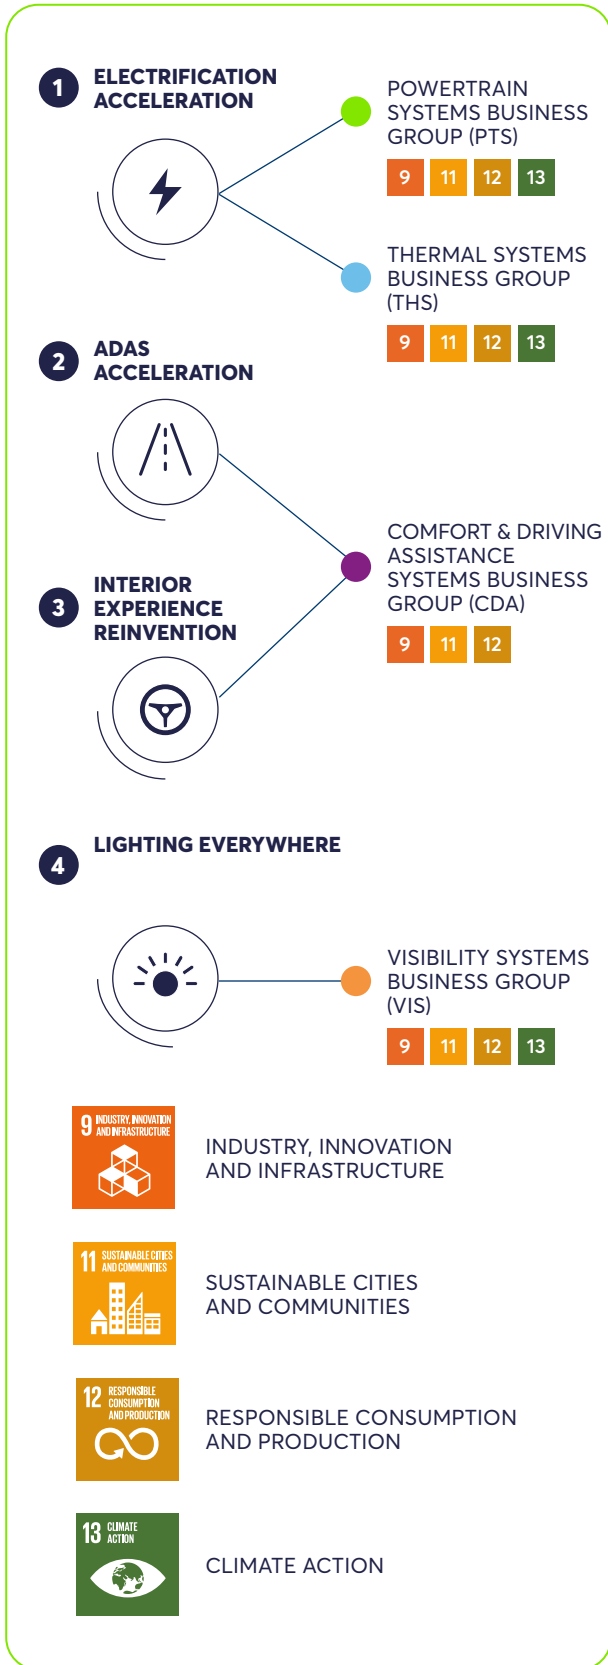 1
ELECTRIFICATION
ACCELERATION
POWERTRAIN
SYSTEMS BUSINESS
GROUP (PTS)
9 11 12 13
THERMAL SYSTEMS
BUSINESS GROUP
(THS)
9 11 12 13
2
ADAS
ACCELERATION
COMFORT & DRIVING
ASSISTANCE
SYSTEMS BUSINESS
GROUP (CDA)
9 11 12
3
INTERIOR
EXPERIENCE
REINVENTION
4
LIGHTING EVERYWHERE
VISIBILITY SYSTEMS
BUSINESS GROUP
(VIS)
9 11 12 13
9 INDUSTRY, INNOVATION
AND INFRASTRUCTURE
INDUSTRY, INNOVATION
AND INFRASTRUCTURE
11 SUSTAINABLE CITIES
AND COMMUNITIES
SUSTAINABLE CITIES
AND COMMUNITIES
12 RESPONSIBLE
CONSUMPTION
AND PRODUCTION
RESPONSIBLE CONSUMPTION
AND PRODUCTION
13 CLIMATE
ACTION
CLIMATE ACTION